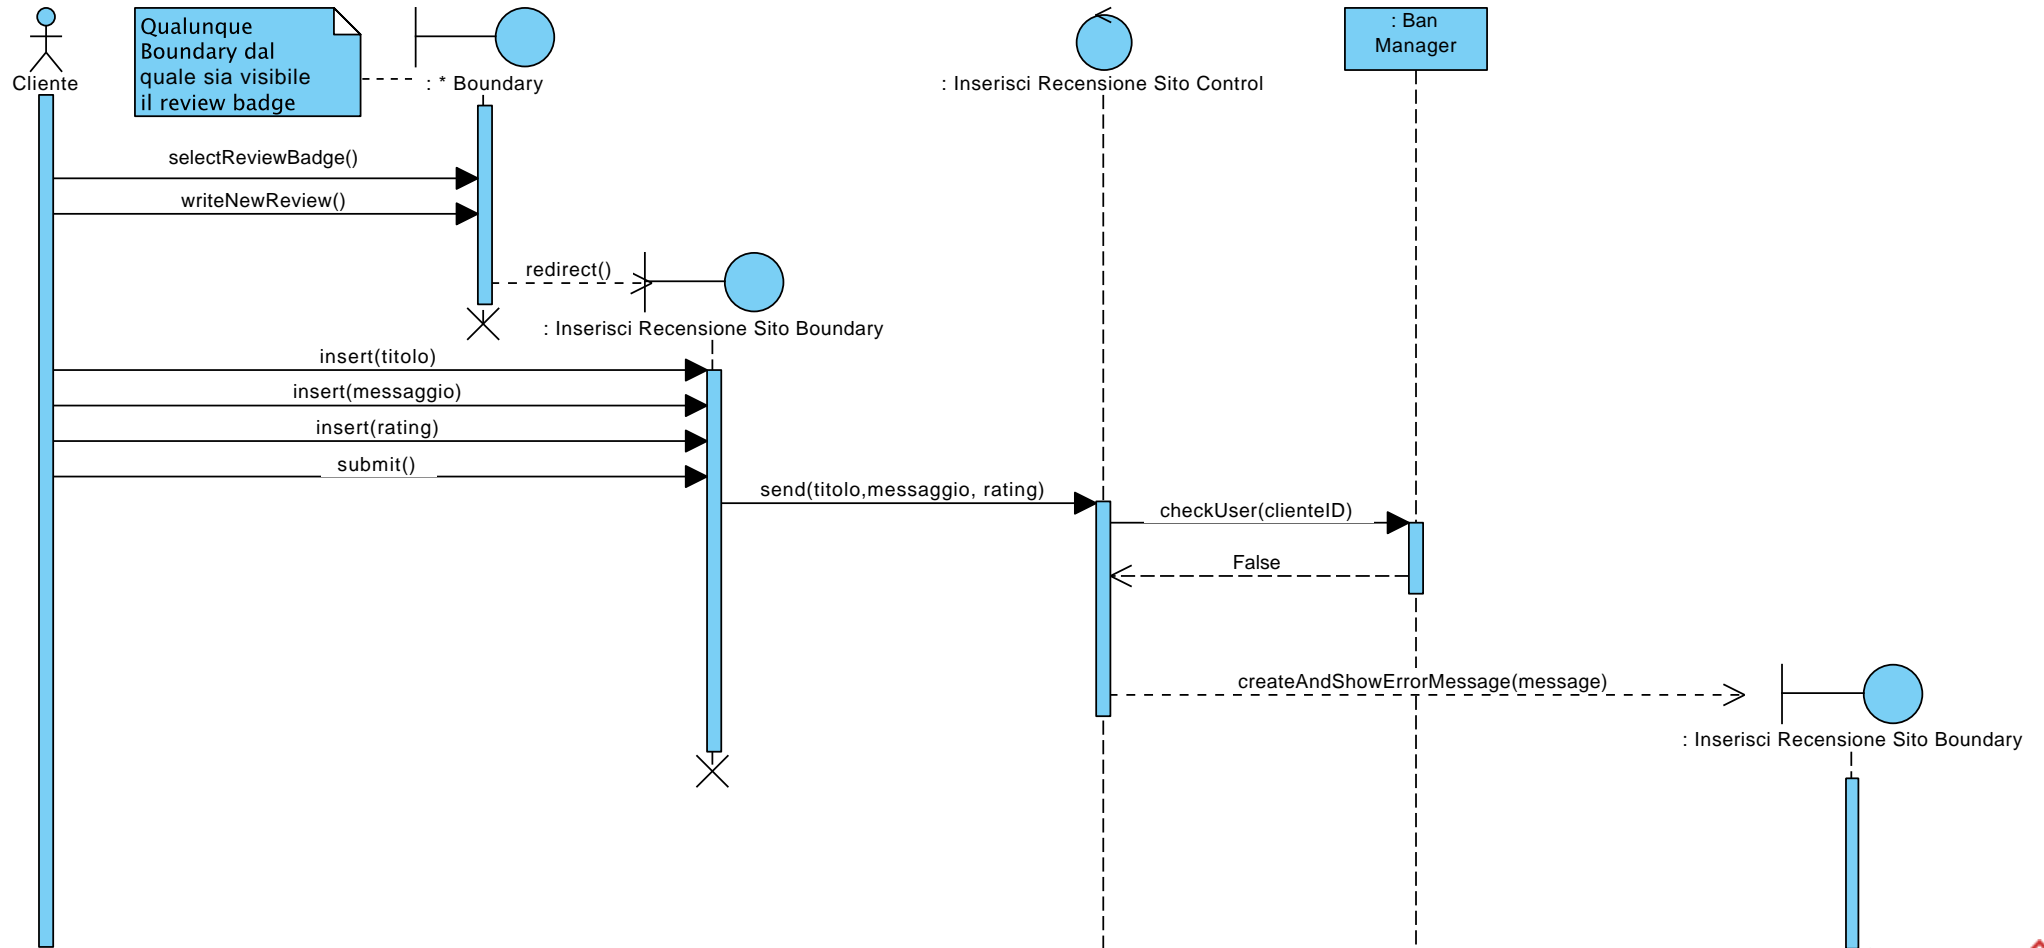 Cliente
Qualunque
Boundary dal
quale sia visibile
il review badge
: * Boundary
: Inserisci Recensione Sito Control
: Ban
Manager
selectReviewBadge()
writeNewReview()
redirect()
: Inserisci Recensione Sito Boundary
insert(titolo)
insert(messaggio)
insert(rating)
submit()
send(titolo,messaggio, rating)
checkUser(clienteID)
False
createAndShowErrorMessage(message)
: Inserisci Recensione Sito Boundary